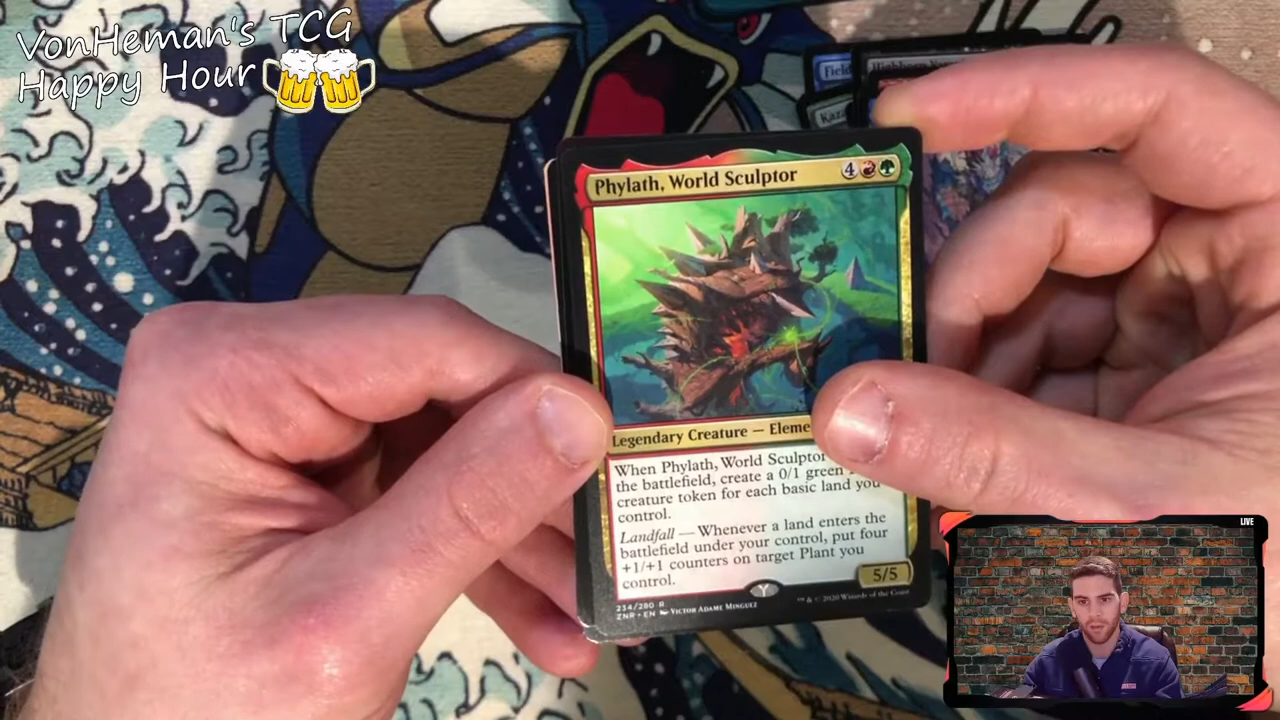 VonHeman's TCG
Happy Hour
Field
Kaza
Phylath, World Sculptor 4
Legendary Creature — Eleme
When Phylath, World Sculptor
the battlefield, create a 0/1 green
creature token for each basic land you
control.
Landfall — Whenever a land enters the
battlefield under your control, put four
+1/+1 counters on target Plant you
control.
5/5
234/280 R
ZNR • EN Victor Adame Minguez
™ & © 2020 Wizards of the Coast
LIVE